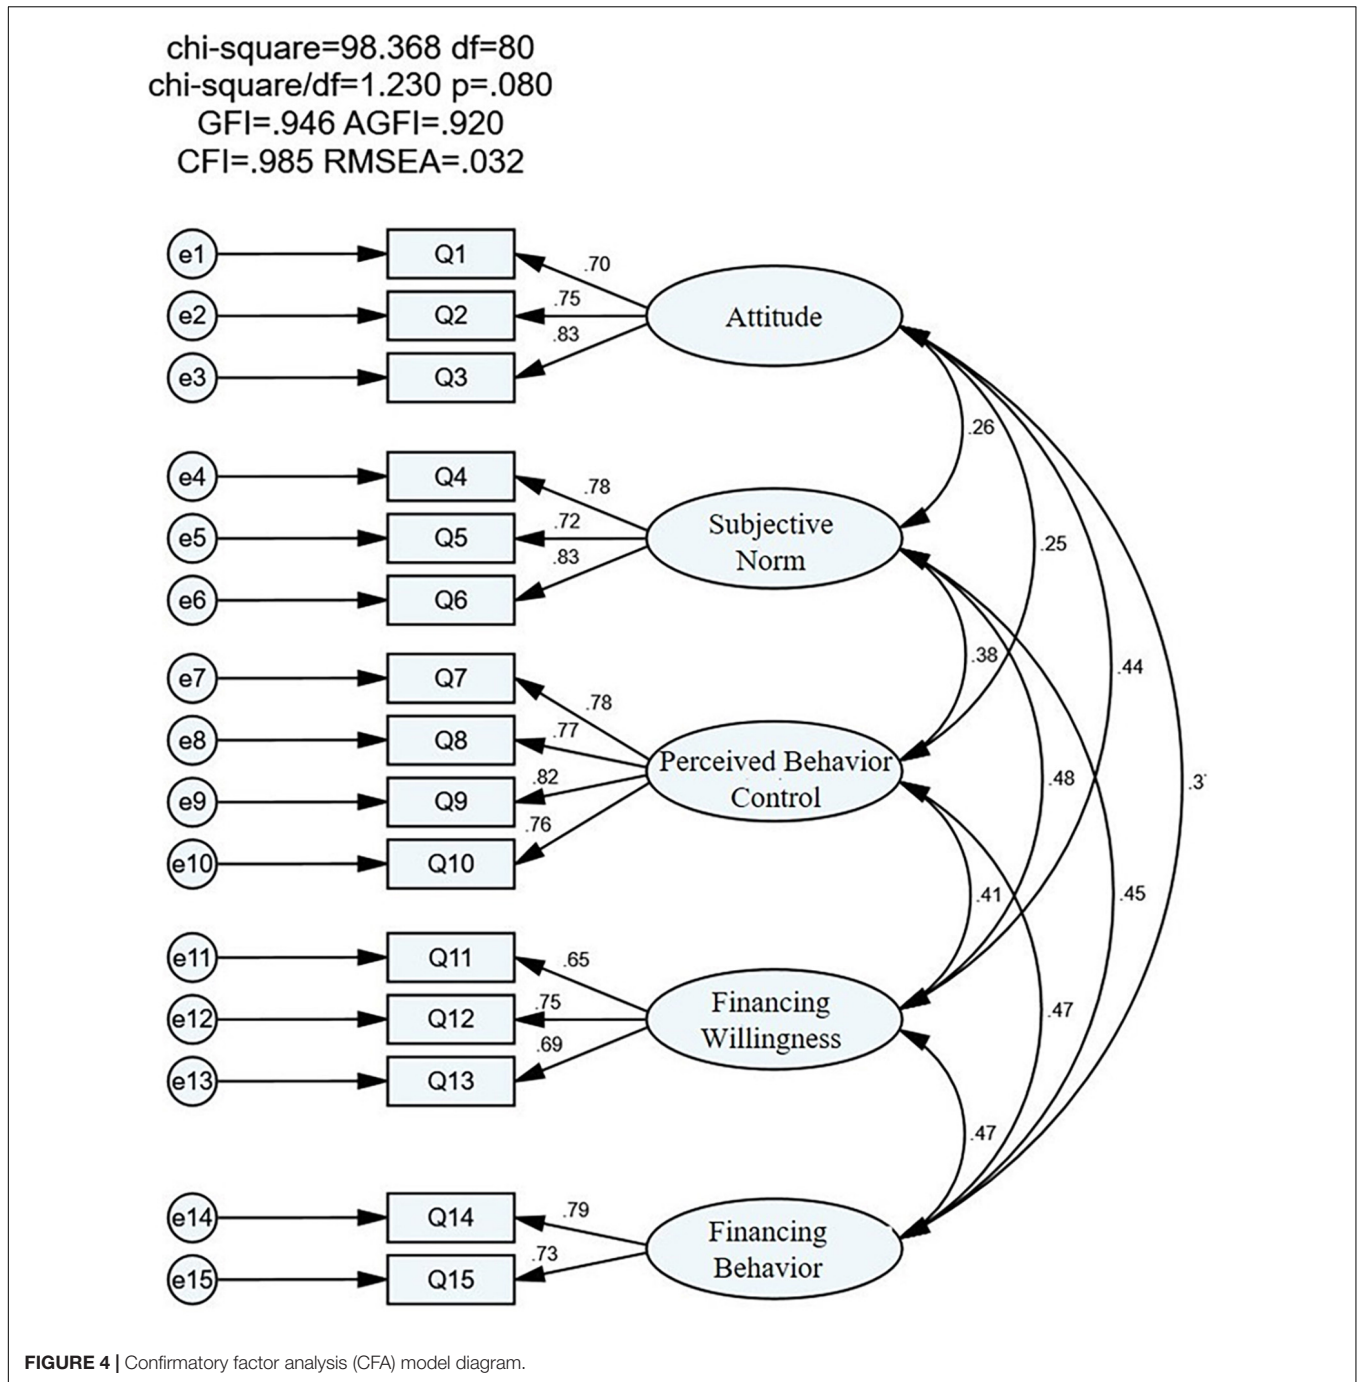 chi-square=98.368 df=80
chi-square/df=1.230 p=.080
GFI=.946 AGFI=.920
CFI=.985 RMSEA=.032
e1
Q1
.70
e2
Q2
.75
Attitude
.83
e3
Q3
.26
e4
Q4
.78
e5
Q5
.72
Subjective
Norm
.25
.83
e6
Q6
.38
.44
e7
Q7
.78
e8
Q8
.77
Perceived Behavior
Control
.82
e9
Q9
.48
.76
e10
Q10
.41
.45
e11
Q11
.65
e12
Q12
.75
Financing
Willingness
.47
.69
e13
Q13
.47
e14
Q14
.79
Financing
Behavior
.73
e15
Q15
FIGURE 4 | Confirmatory factor analysis (CFA) model diagram.